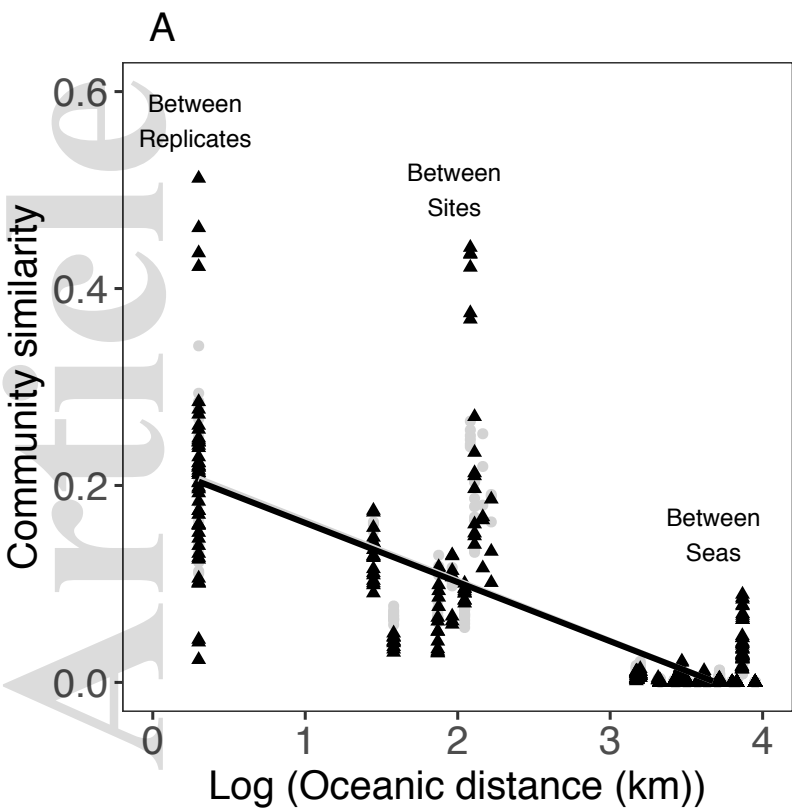 A
Between
Replicates
Between
Sites
Between
Seas
0.6
0.4
0.2
0.0
Community similarity
Article
0 1 2 3 4
Log (Oceanic distance (km))